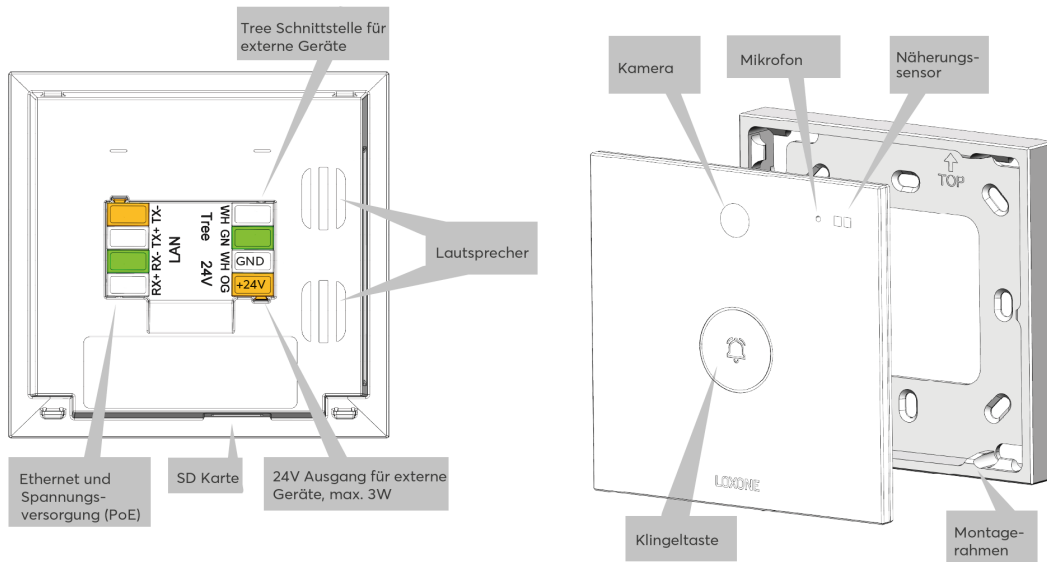 Tree Schnittstelle für
externe Geräte
TX-
TX+
LAN
RX-
RX+
WH
GN
Tree
WH
OG
24V
GND
+24V
Lautsprecher
Ethernet und
Spannungs-
versorgung (PoE)
SD Karte
24V Ausgang für externe
Geräte, max. 3W
Kamera
Mikrofon
Näherungs-
sensor
TOP
LOXONE
Klingeltaste
Montage-
rahmen